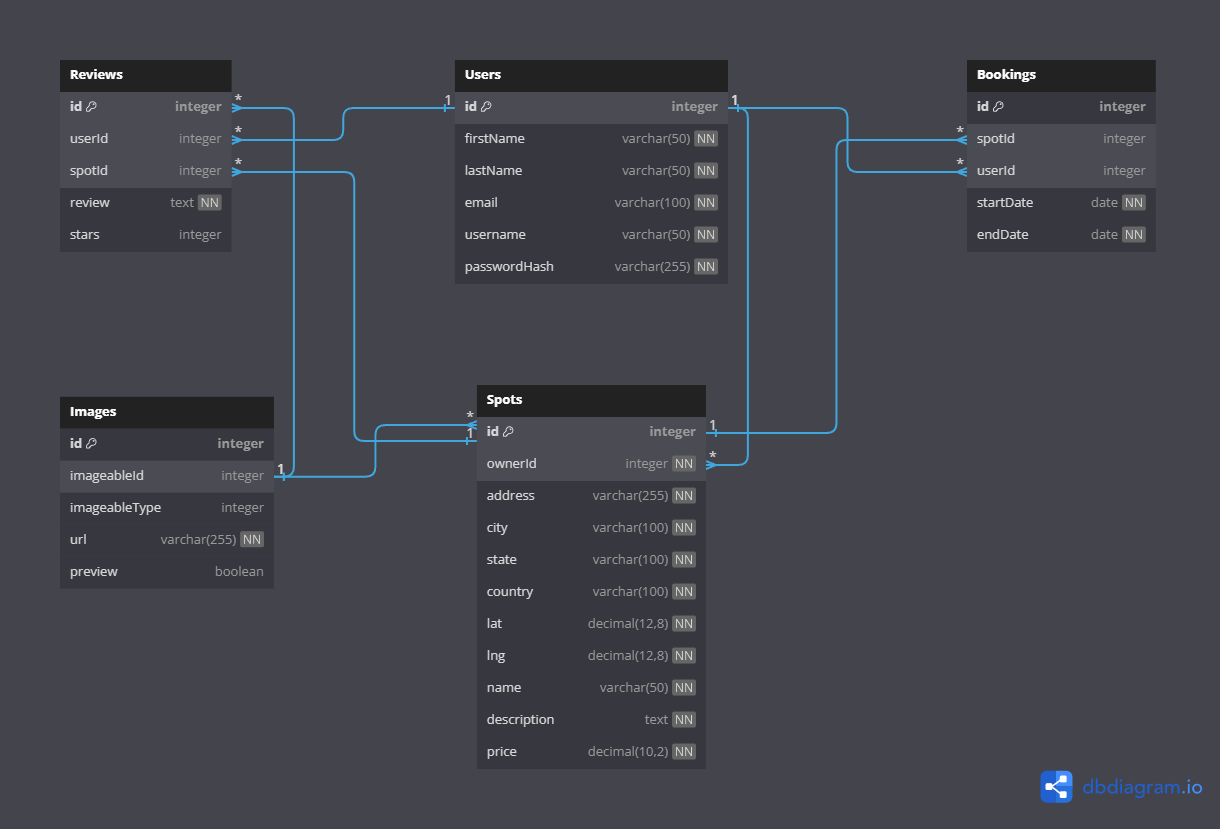 Reviews
id integer
userId integer
spotId integer
review text NN
stars integer
* * *
Users
id integer
firstName varchar(50) NN
lastName varchar(50) NN
email varchar(100) NN
username varchar(50) NN
passwordHash varchar(255) NN
1 1
Bookings
id integer
spotId integer
userId integer
startDate date NN
endDate date NN
* *
Images
id integer
imageableId integer
imageableType integer
url varchar(255) NN
preview boolean
1
Spots
id integer
ownerId integer NN
address varchar(255) NN
city varchar(100) NN
state varchar(100) NN
country varchar(100) NN
lat decimal(12,8) NN
lng decimal(12,8) NN
name varchar(50) NN
description text NN
price decimal(10,2) NN
* 1 1 *
dbdiagram.io